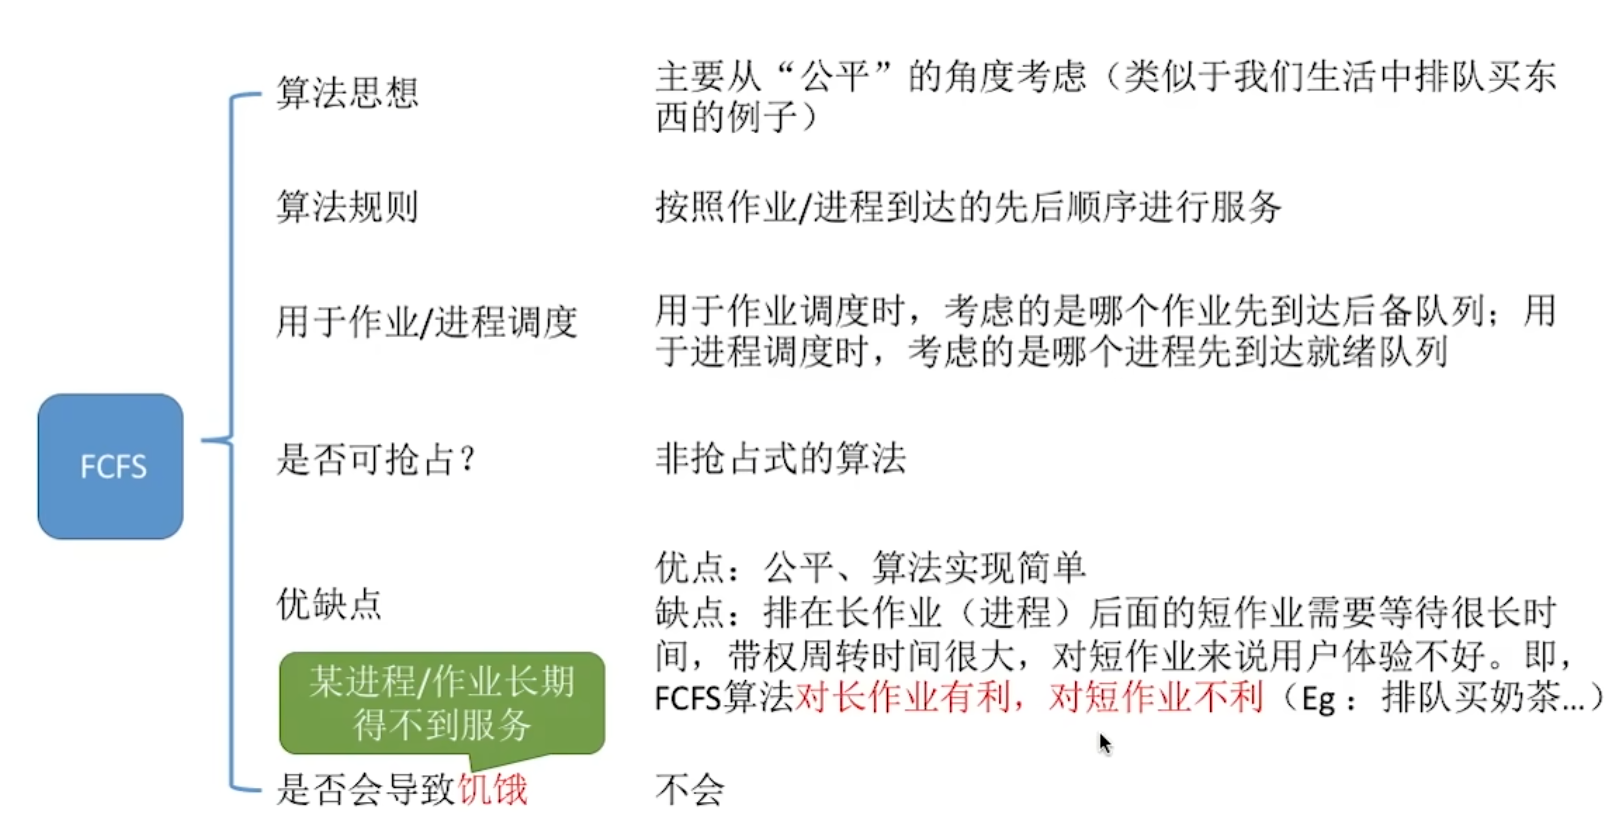 算法思想
主要从“公平”的角度考虑（类似于我们生活中排队买东
西的例子）
算法规则
按照作业/进程到达的先后顺序进行服务
用于作业/进程调度
用于作业调度时，考虑的是哪个作业先到达后备队列；用
于进程调度时，考虑的是哪个进程先到达就绪队列
FCFS
是否可抢占？
非抢占式的算法
优缺点
优点：公平、算法实现简单
缺点：排在长作业（进程）后面的短作业需要等待很长时
间，带权周转时间很大，对短作业来说用户体验不好。即，
FCFS算法对长作业有利，对短作业不利（Eg：排队买奶茶...）
某进程/作业长期
得不到服务
是否会导致饥饿
不会